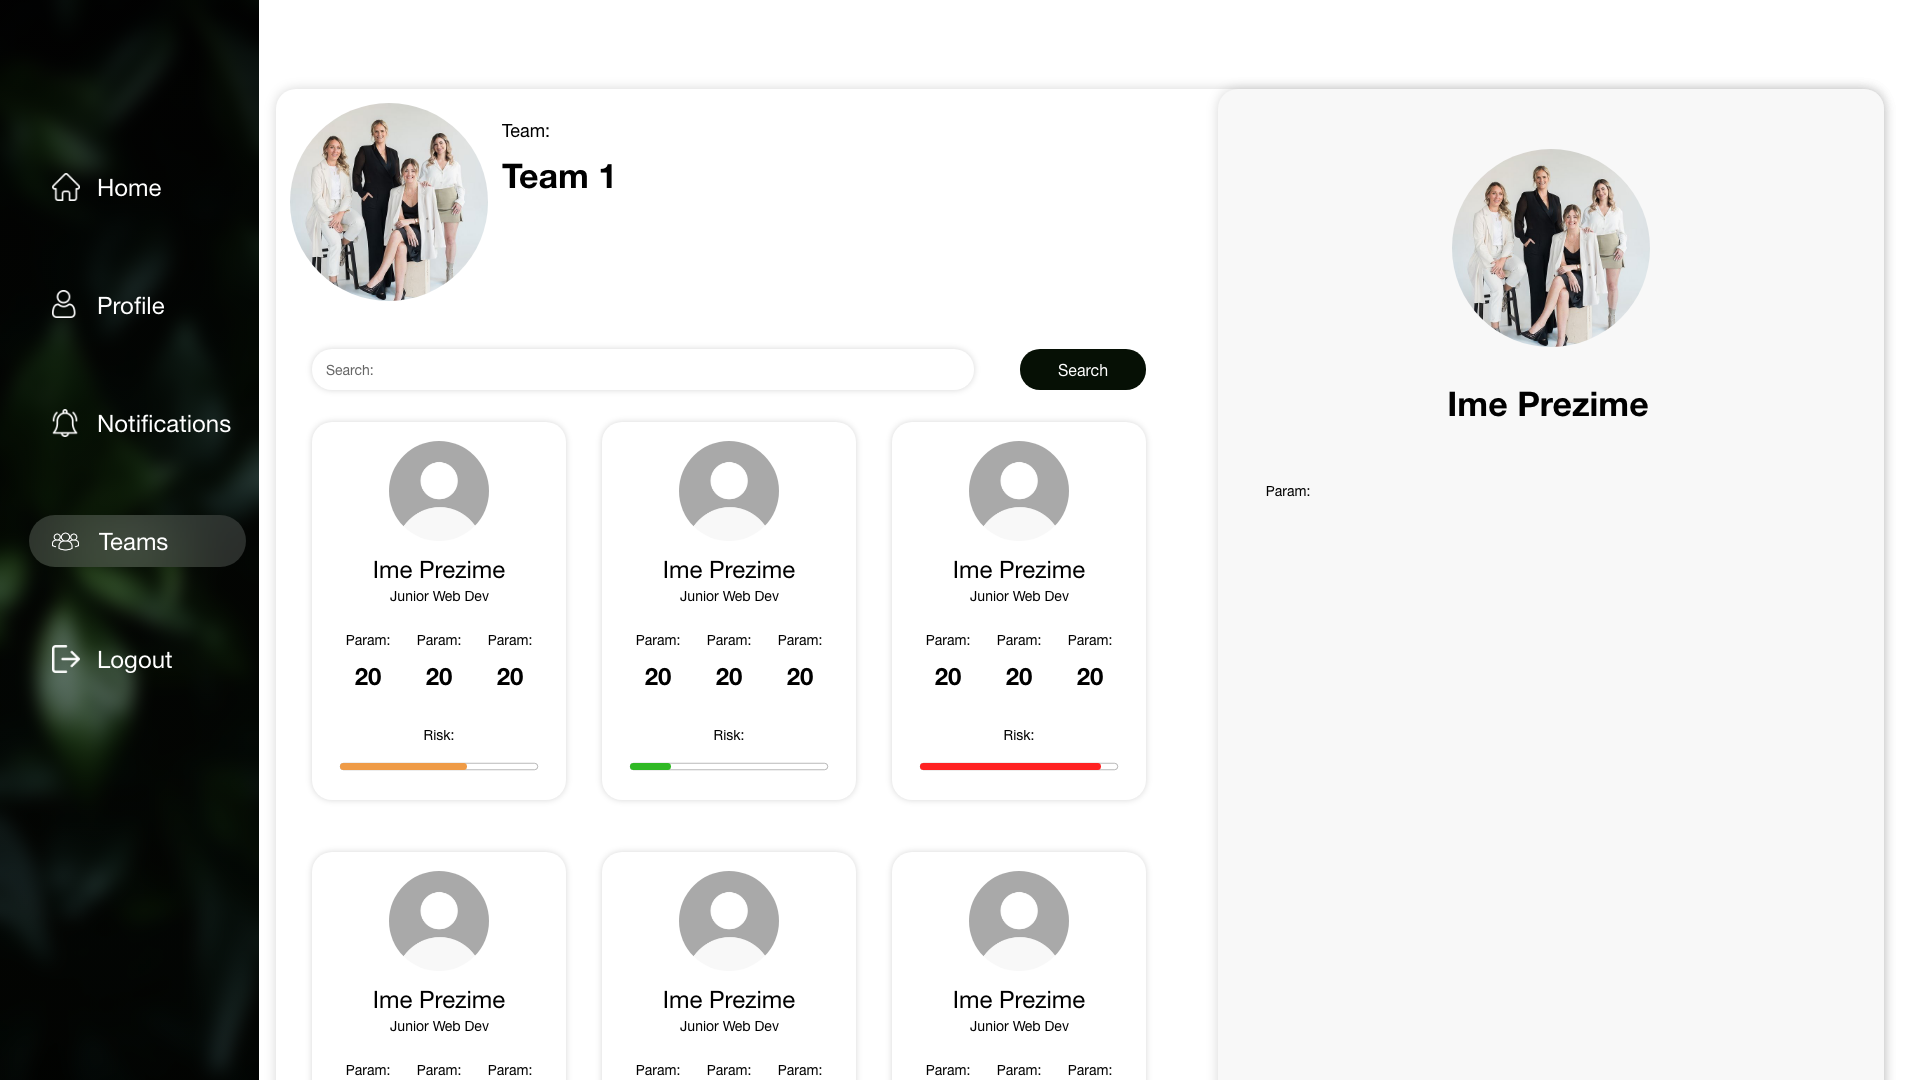 Home
Profile
Notifications
Teams
Logout
Team:
Team 1
Search:
Search
Ime Prezime
Junior Web Dev
Param: Param: Param:
20 20 20
Risk:
Ime Prezime
Junior Web Dev
Param: Param: Param:
20 20 20
Risk:
Ime Prezime
Junior Web Dev
Param: Param: Param:
20 20 20
Risk:
Ime Prezime
Junior Web Dev
Param: Param: Param:
Ime Prezime
Junior Web Dev
Param: Param: Param:
Ime Prezime
Junior Web Dev
Param: Param: Param:
Ime Prezime
Param: